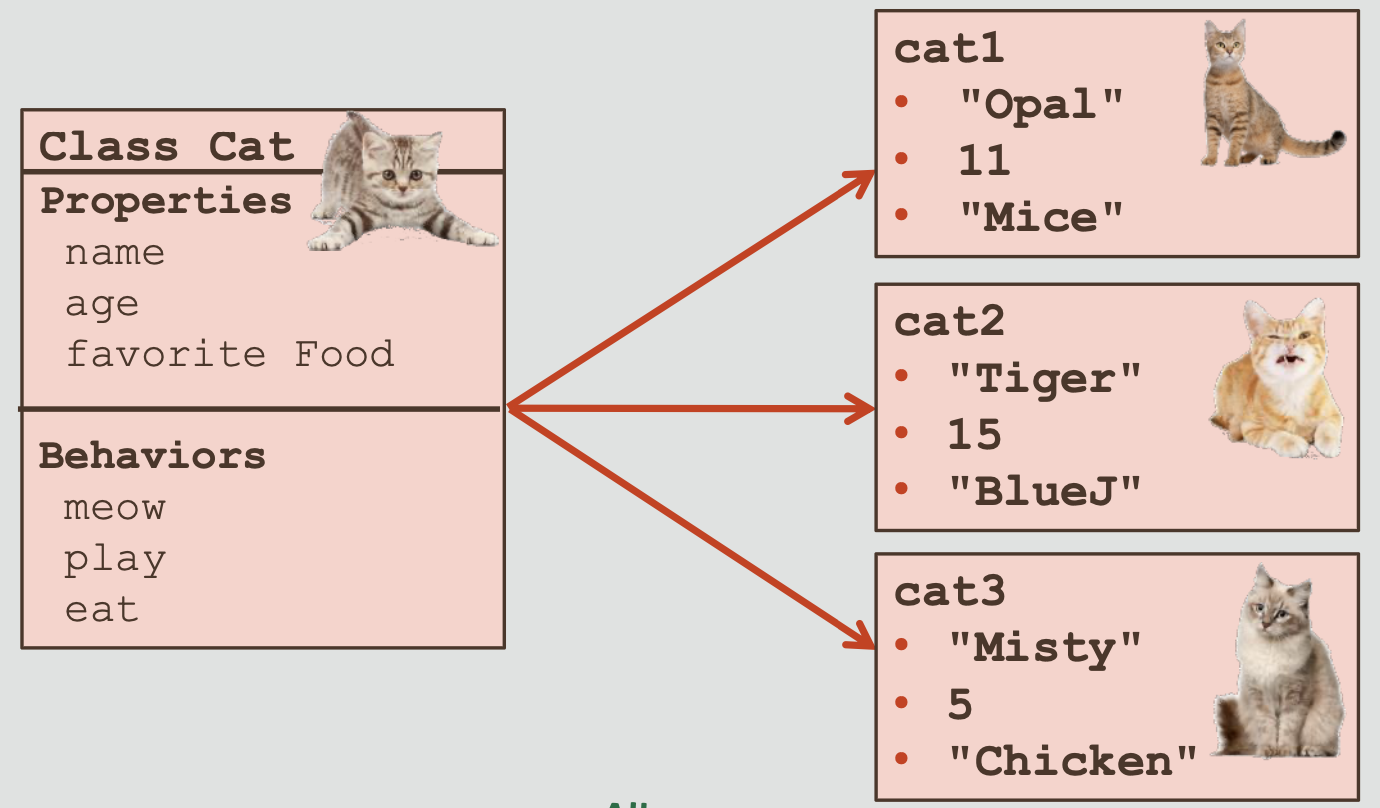 Class Cat
Properties
name
age
favorite Food
Behaviors
meow
play
eat
cat1
• "Opal"
• 11
• "Mice"
cat2
• "Tiger"
• 15
• "BlueJ"
cat3
• "Misty"
• 5
• "Chicken"